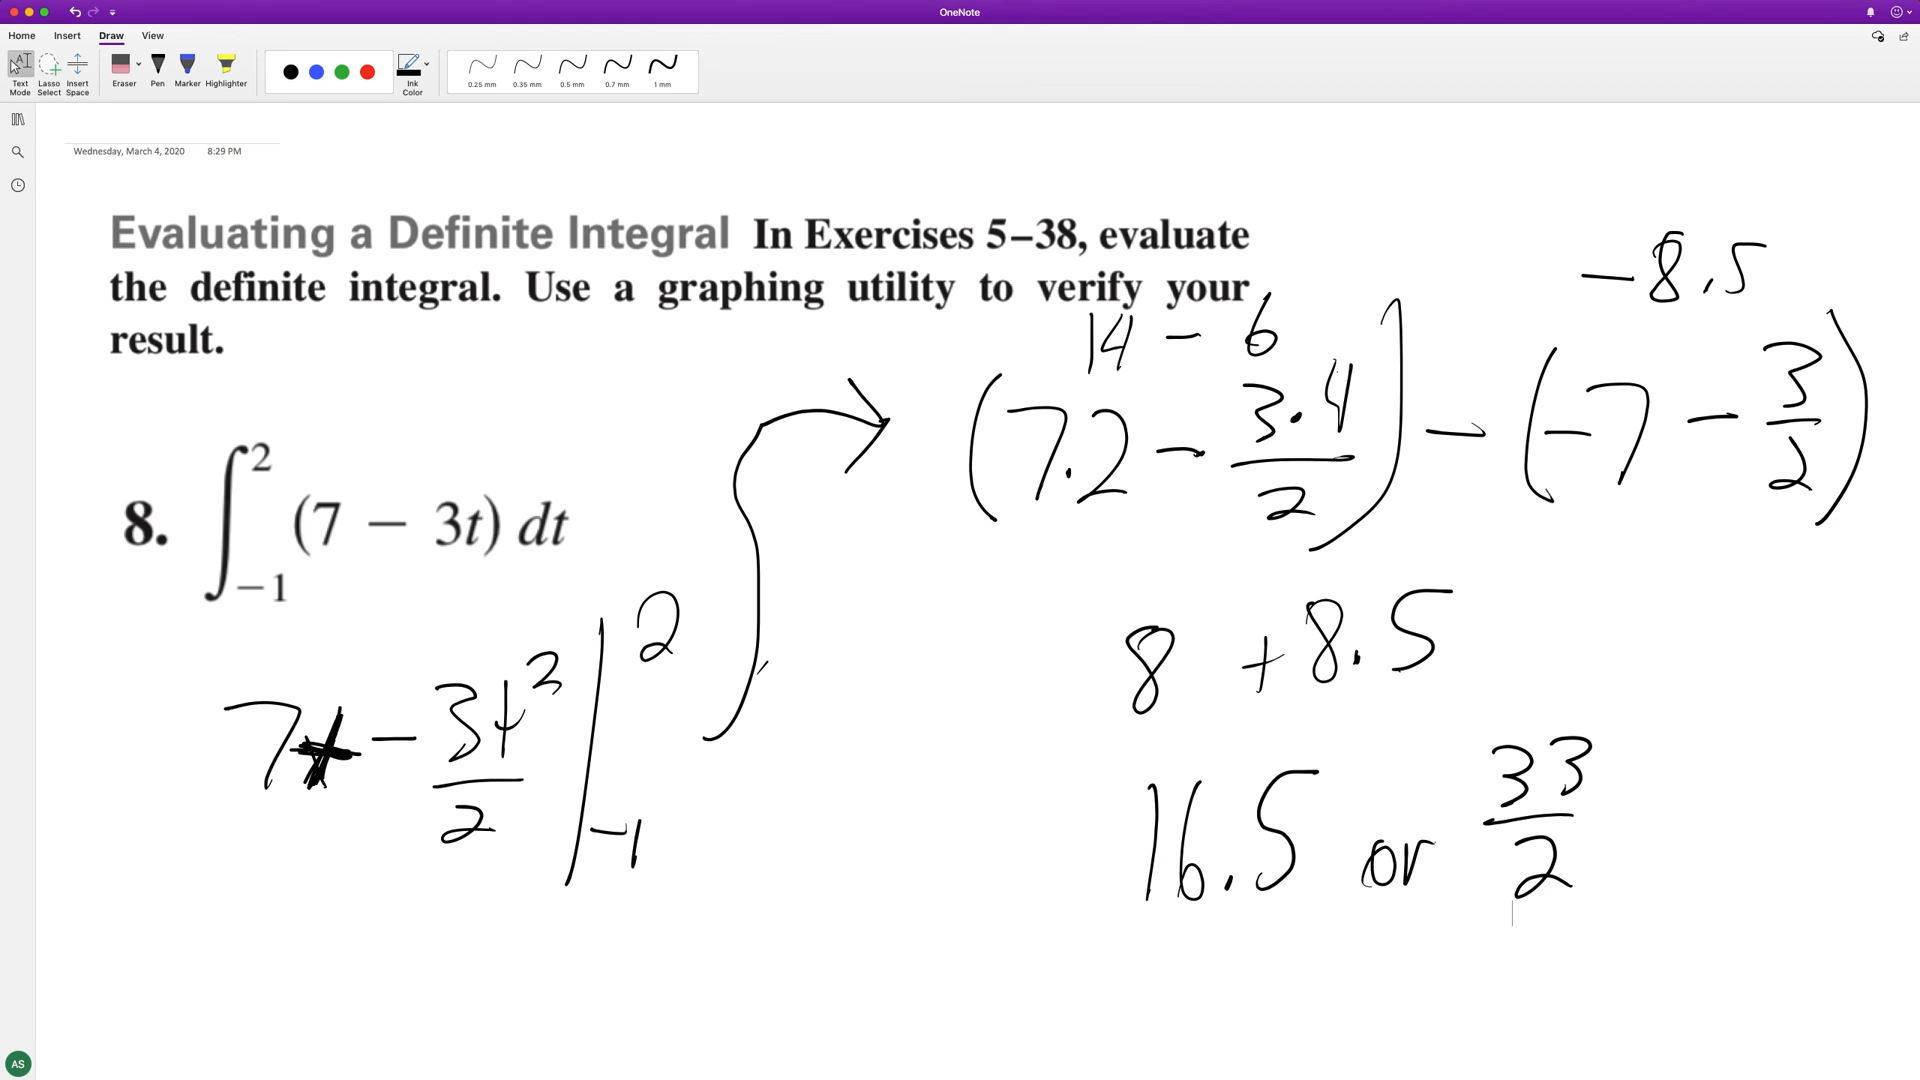 OneNote
Home Insert Draw View
Text Mode Lasso Select Insert Space Eraser Pen Marker Highlighter Ink Color 0.25 mm 0.35 mm 0.5 mm 0.7 mm 1 mm
Wednesday, March 4, 2020 8:29 PM
Evaluating a Definite Integral In Exercises 5–38, evaluate
the definite integral. Use a graphing utility to verify your
result.
8. ∫_{−1}^{2} (7 − 3t) dt
7t − 3t²/2 |_{−1}^{2}
14 − 6
−8.5
(7·2 − 3·4/2) − (−7 − 3/2)
8 + 8.5
16.5 or 33/2
AS